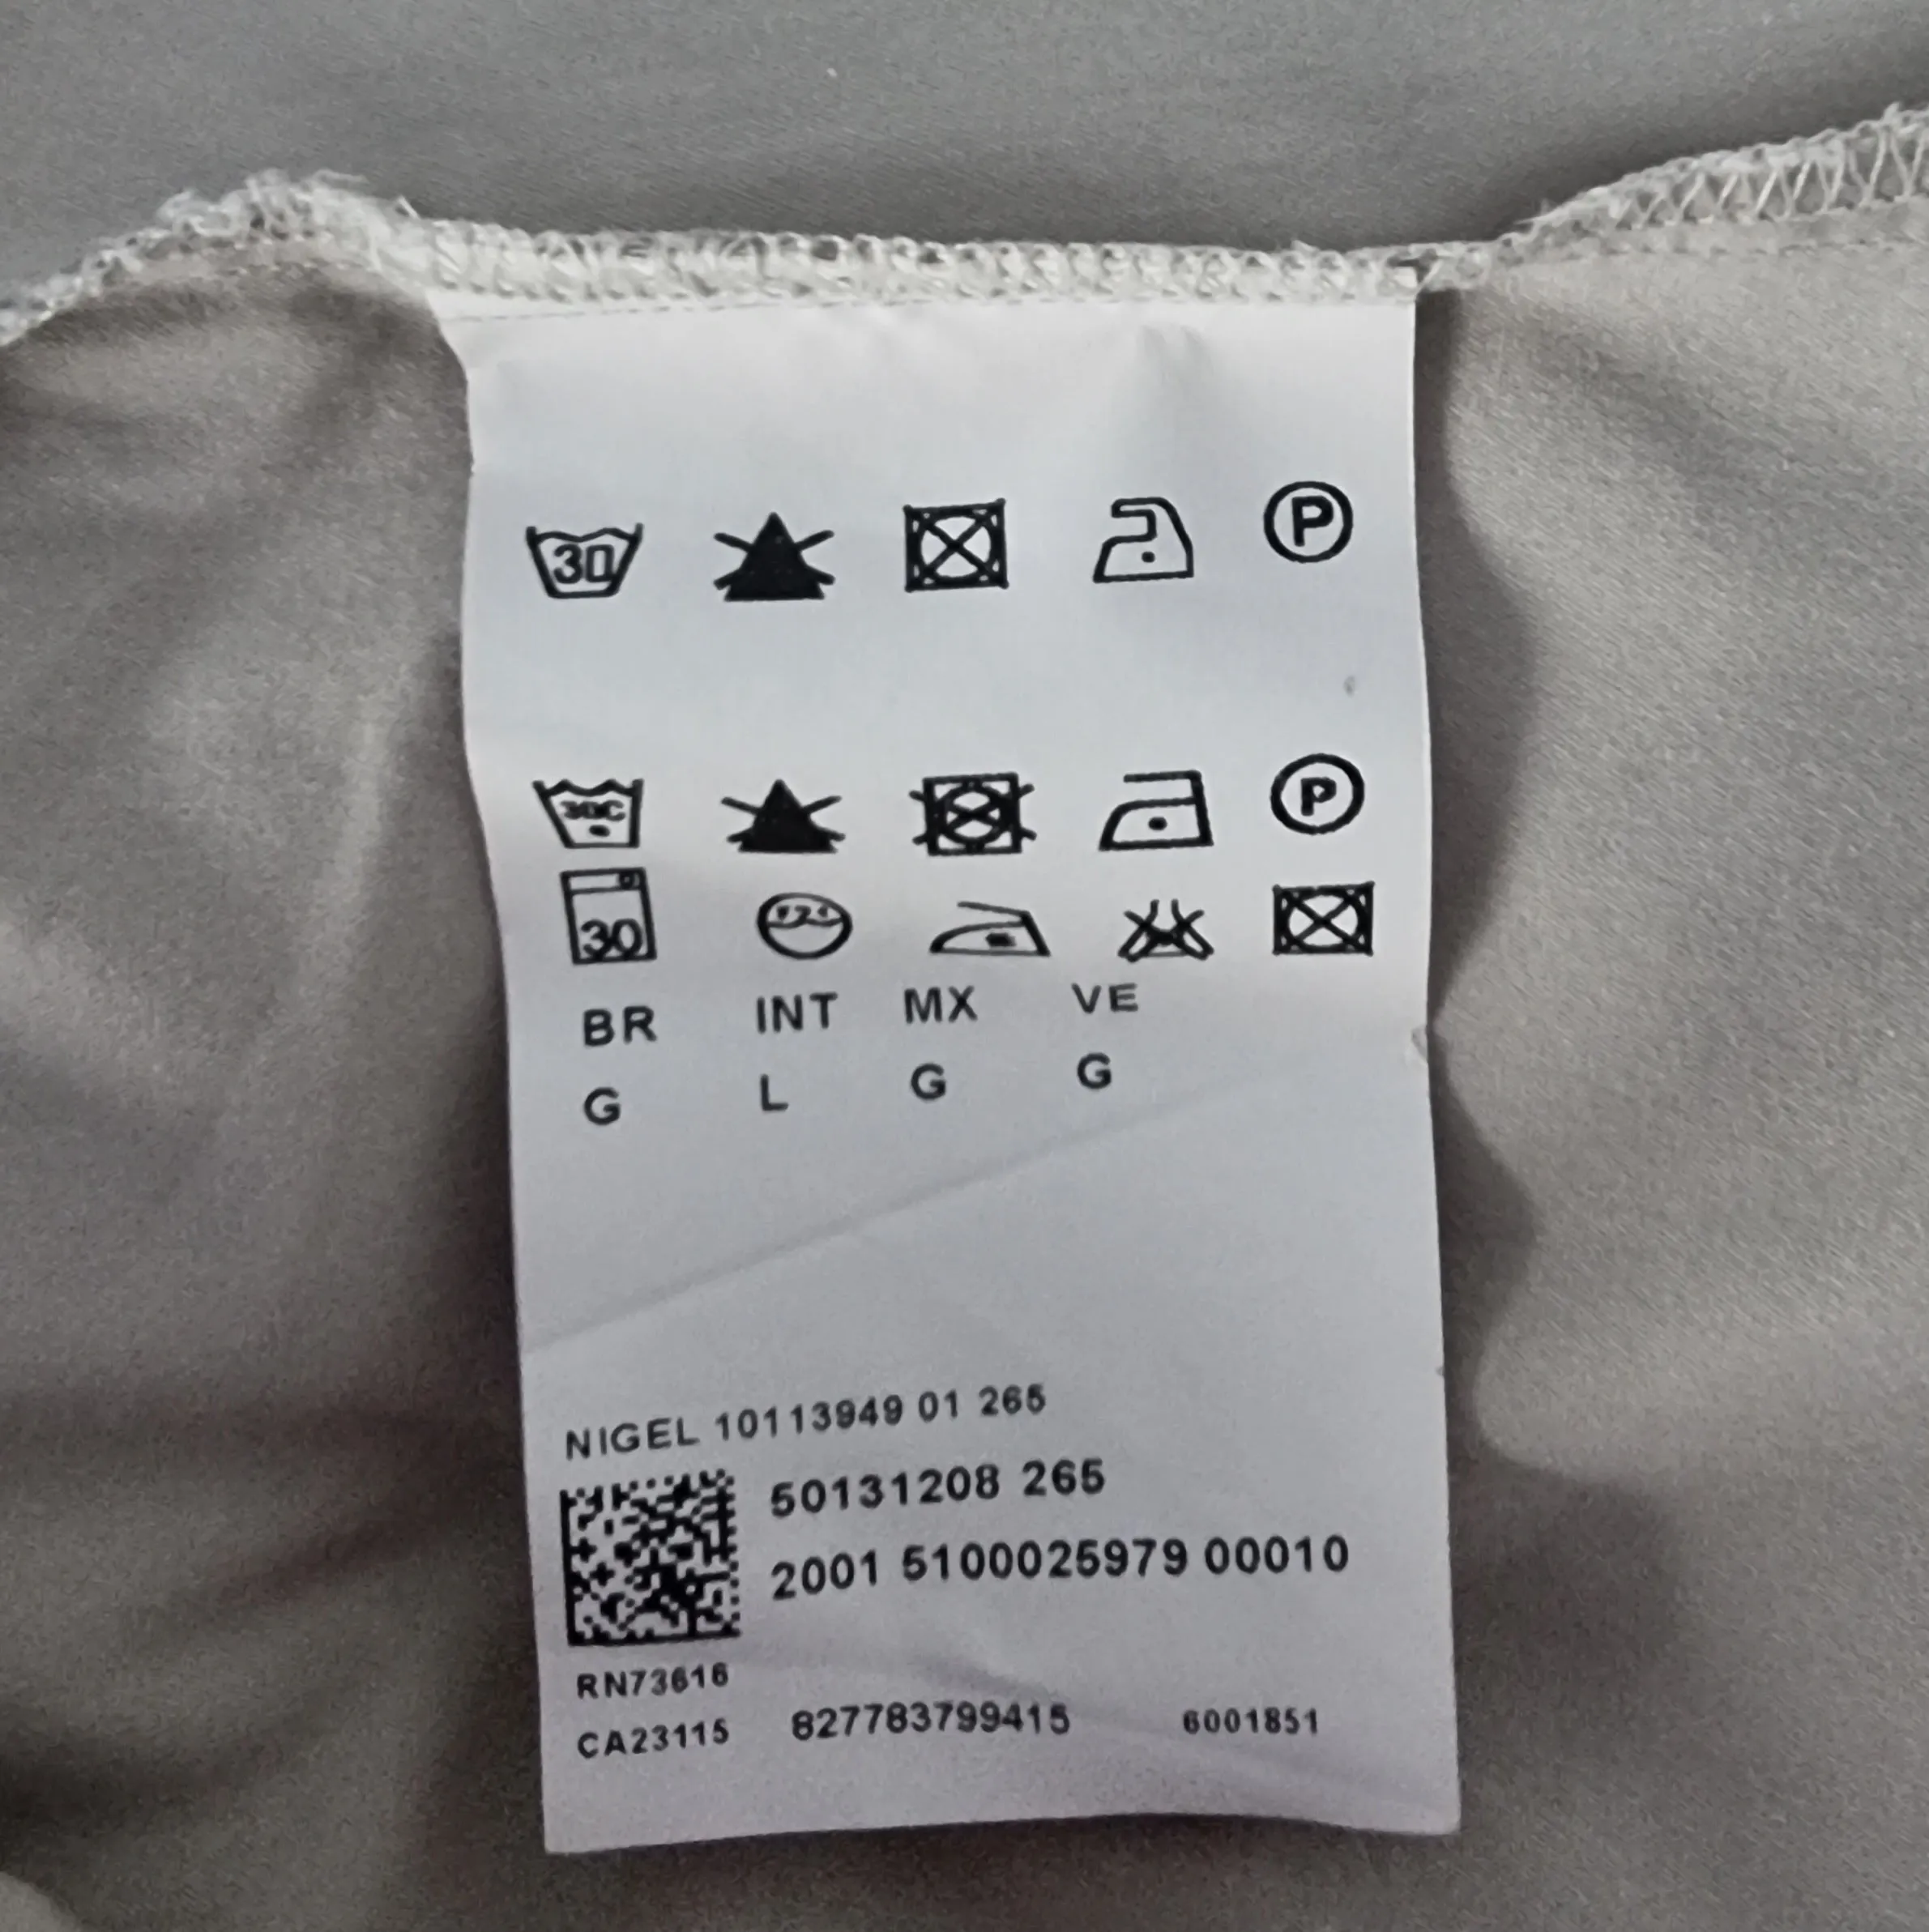 30 P
30C P
30
BR INT MX VE
G L G G
NIGEL 10113949 01 265
50131208 265
2001 5100025979 00010
RN73616
CA23115 827783799415 6001851